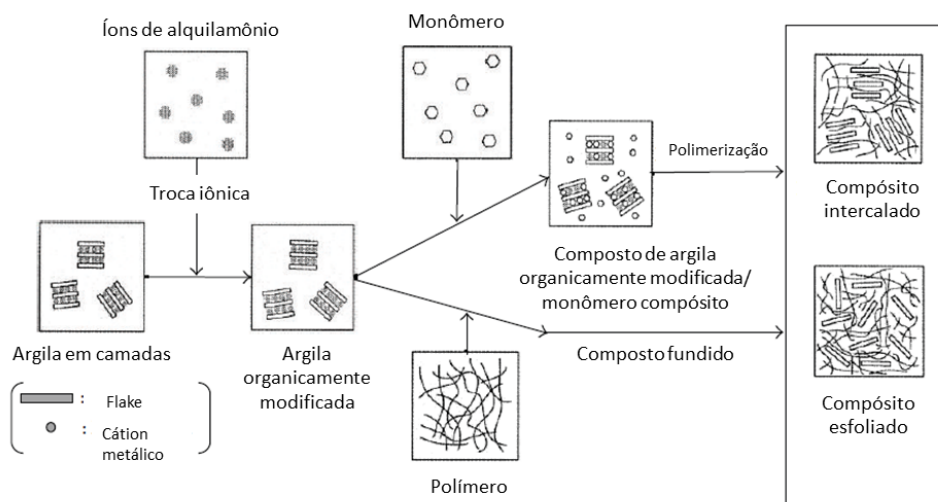 Íons de alquilamônio
Monômero
Troca iônica
Polimerização
Compósito
intercalado
Argila em camadas
Argila
organicamente
modificada
Composto de argila
organicamente modificada/
monômero compósito
Composto fundido
Flake
Cátion
metálico
Polímero
Compósito
esfoliado